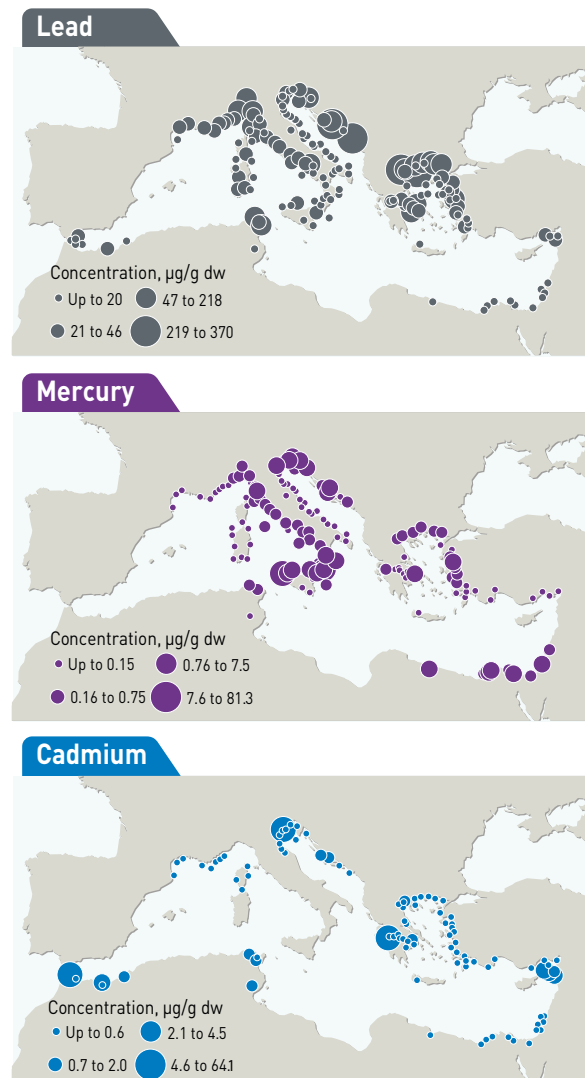 Lead
Concentration, µg/g dw
Up to 20
47 to 218
21 to 46
219 to 370
Mercury
Concentration, µg/g dw
Up to 0.15
0.76 to 7.5
0.16 to 0.75
7.6 to 81.3
Cadmium
Concentration, µg/g dw
Up to 0.6
2.1 to 4.5
0.7 to 2.0
4.6 to 64.1